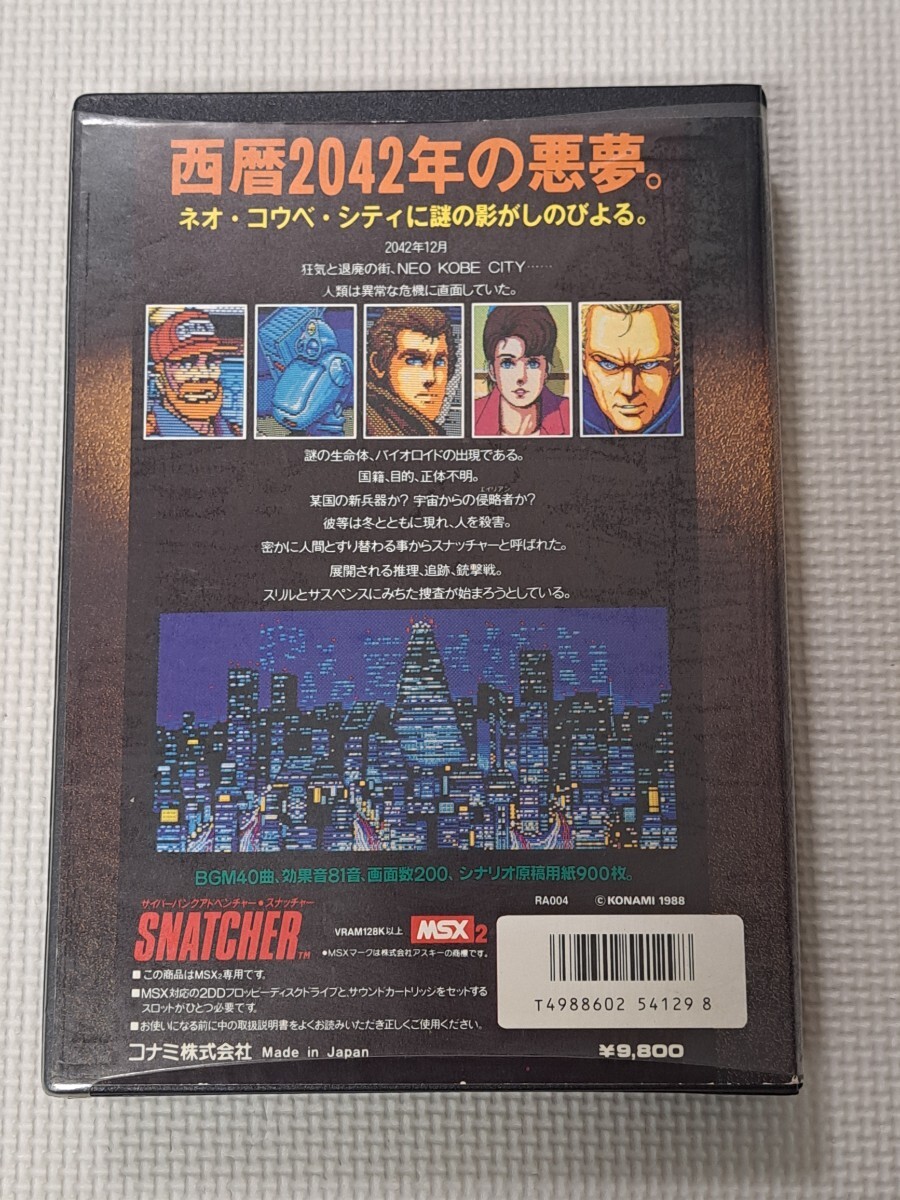 西暦2042年の悪夢。
ネオ・コウベ・シティに謎の影がしのびよる。
2042年12月
狂気と退廃の街、NEO KOBE CITY……
人類は異常な危機に直面していた。
謎の生命体、バイオロイドの出現である。
国籍、目的、正体不明。
エイリアン
某国の新兵器か? 宇宙からの侵略者か?
彼等は冬とともに現れ、人を殺害。
密かに人間とすり替わる事からスナッチャーと呼ばれた。
展開される推理、追跡、銃撃戦。
スリルとサスペンスにみちた捜査が始まろうとしている。
BGM40曲、効果音81音、画面数200、シナリオ原稿用紙900枚。
サイバーパンクアドベンチャー●スナッチャー
RA004 ©KONAMI 1988
SNATCHER™ VRAM128K以上 MSX2
●MSXマークは株式会社アスキーの商標です。
■この商品はMSX2専用です。
■MSX対応の2DDフロッピーディスクドライブと、サウンドカートリッジをセットする
スロットがひとつ必要です。
■お使いになる前に中の取扱説明書をよくお読みいただき正しくご使用ください。
T4988602 54129 8
コナミ株式会社 Made in Japan ¥9,800